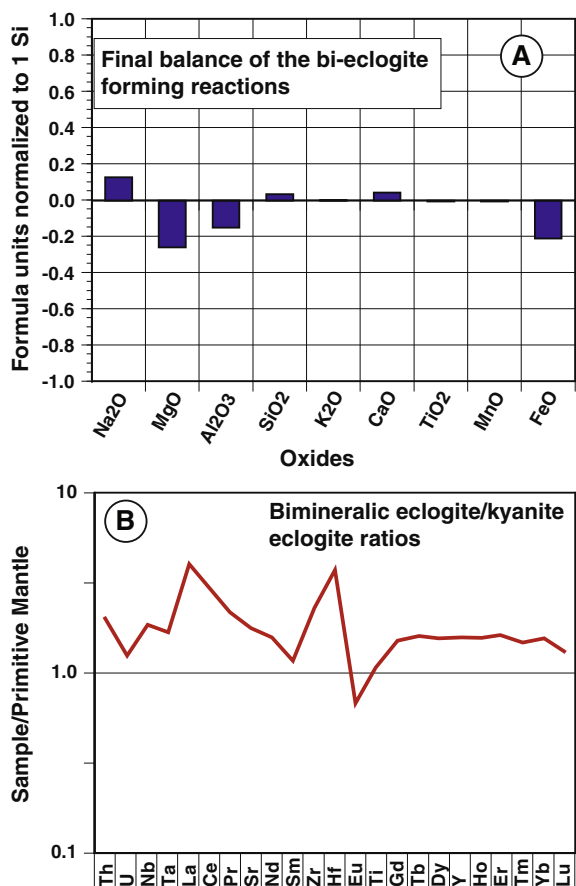 1.0
0.8
0.6
0.4
0.2
0.0
-0.2
-0.4
-0.6
-0.8
-1.0
Formula units normalized to 1 Si
Final balance of the bi-eclogite
forming reactions
A
Na2O
MgO
Al2O3
SiO2
K2O
CaO
TiO2
MnO
FeO
Oxides
10
1.0
0.1
Sample/Primitive Mantle
B
Bimineralic eclogite/kyanite
eclogite ratios
Th
U
Nb
Ta
La
Ce
Pr
Sr
Nd
Sm
Zr
Hf
Eu
Ti
Gd
Tb
Dy
Y
Ho
Er
Tm
Yb
Lu